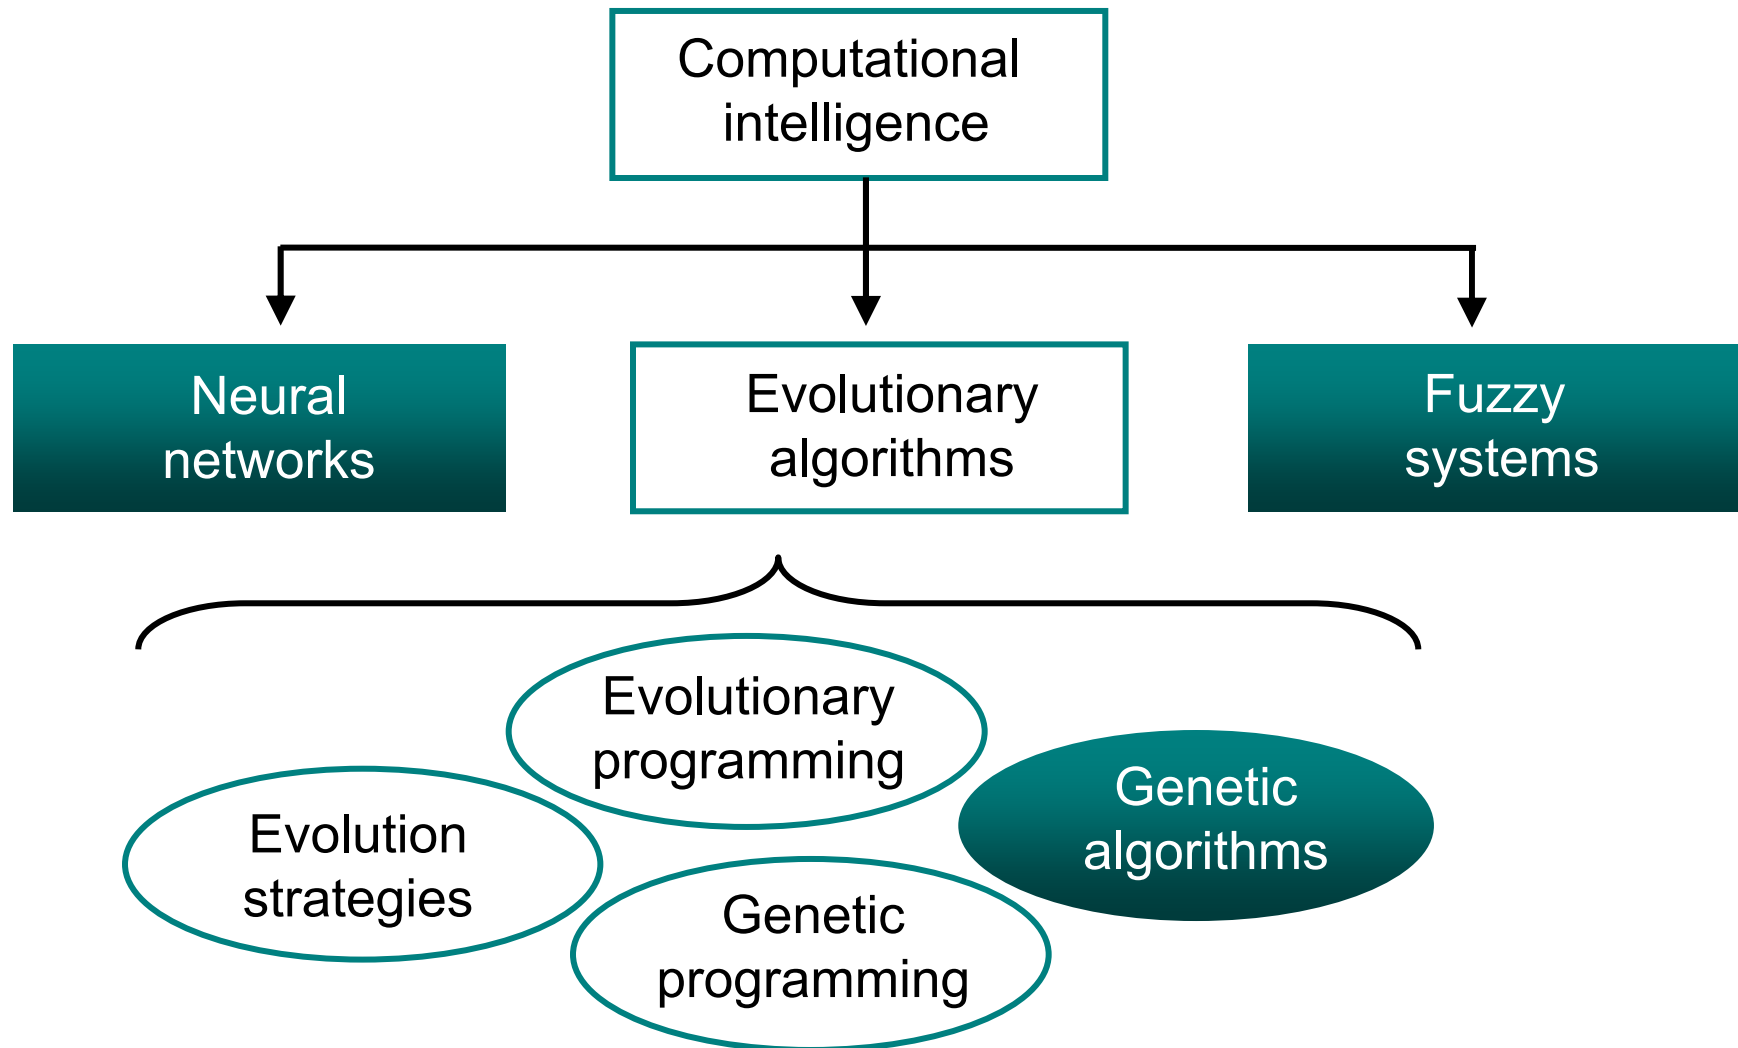 Computational
intelligence
Neural
networks
Evolutionary
algorithms
Fuzzy
systems
Evolutionary
programming
Genetic
algorithms
Evolution
strategies
Genetic
programming